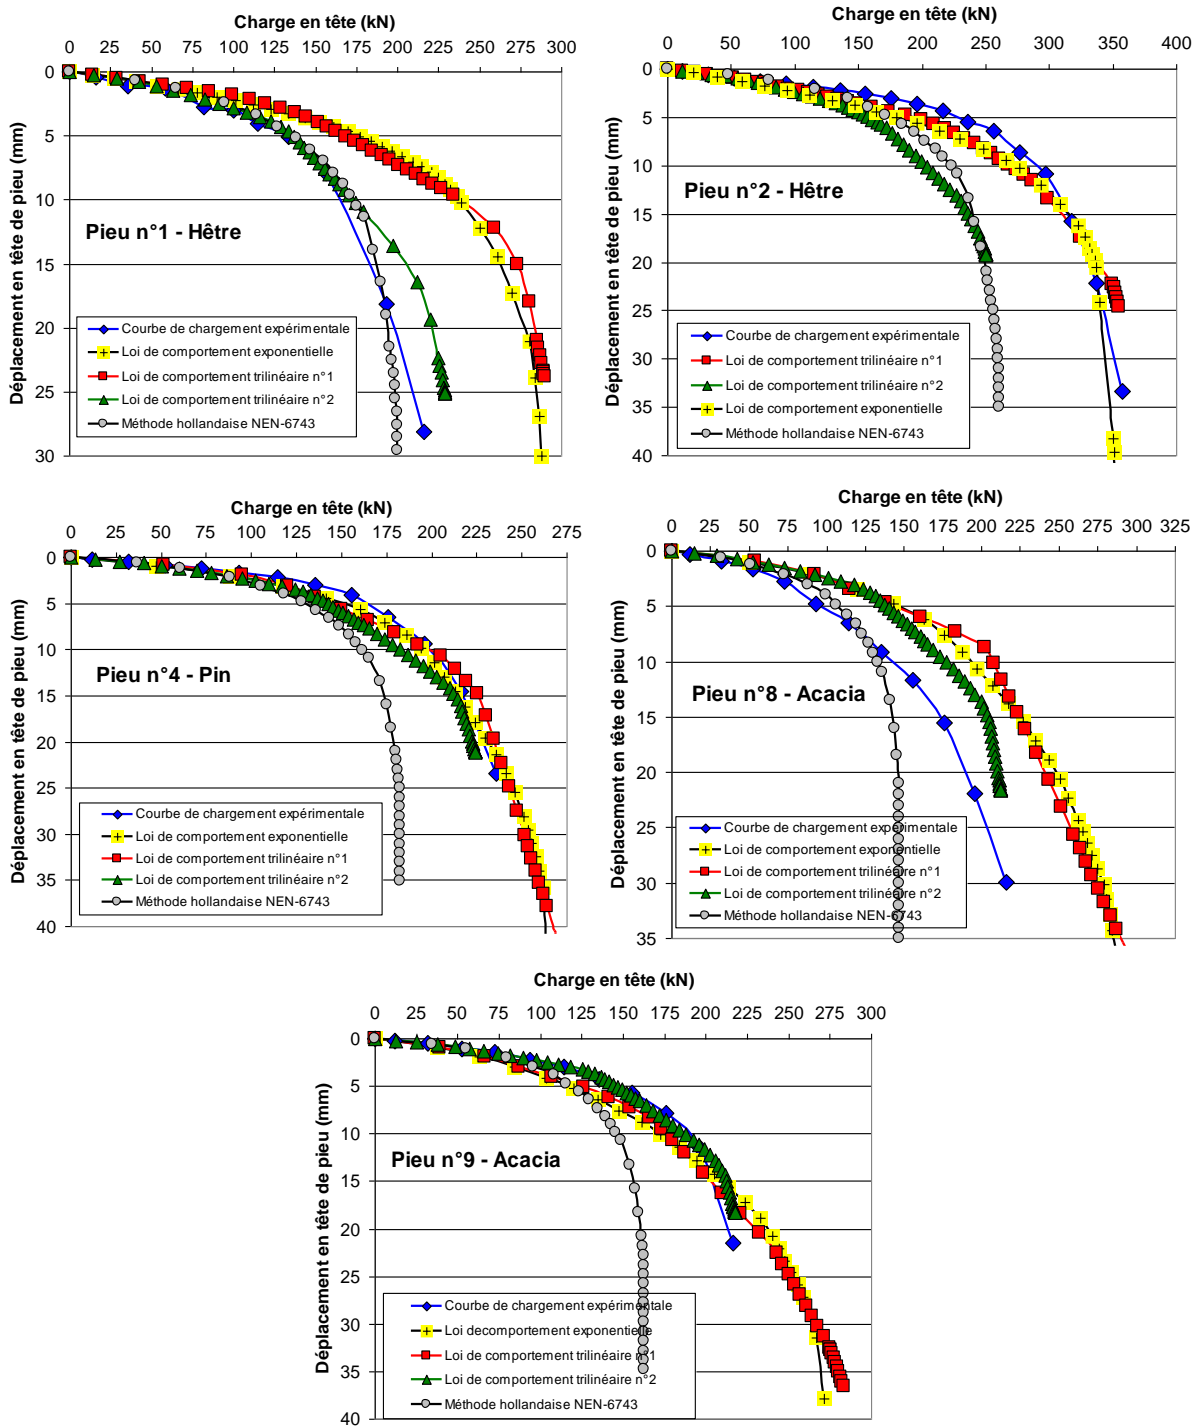 Charge en tête (kN)
0 25 50 75 100 125 150 175 200 225 250 275 300
Déplacement en tête de pieu (mm)
0
5
10
15
20
25
30
Pieu n°1 - Hêtre
Courbe de chargement expérimentale
Loi de comportement exponentielle
Loi de comportement trilinéaire n°1
Loi de comportement trilinéaire n°2
Méthode hollandaise NEN-6743
Charge en tête (kN)
0 50 100 150 200 250 300 350 400
Déplacement en tête de pieu (mm)
0
5
10
15
20
25
30
35
40
Pieu n°2 - Hêtre
Courbe de chargement expérimentale
Loi de comportement trilinéaire n°1
Loi de comportement trilinéaire n°2
Loi de comportement exponentielle
Méthode hollandaise NEN-6743
Charge en tête (kN)
0 25 50 75 100 125 150 175 200 225 250 275
Déplacement en tête de pieu (mm)
0
5
10
15
20
25
30
35
40
Pieu n°4 - Pin
Courbe de chargement expérimentale
Loi de comportement exponentielle
Loi de comportement trilinéaire n°1
Loi de comportement trilinéaire n°2
Méthode hollandaise NEN-6743
Charge en tête (kN)
0 25 50 75 100 125 150 175 200 225 250 275 300 325
Déplacement en tête de pieu (mm)
0
5
10
15
20
25
30
35
Pieu n°8 - Acacia
Courbe de chargement expérimentale
Loi de comportement exponentielle
Loi de comportement trilinéaire n°1
Loi de comportement trilinéaire n°2
Méthode hollandaise NEN-6743
Charge en tête (kN)
0 25 50 75 100 125 150 175 200 225 250 275 300
Déplacement en tête de pieu (mm)
0
5
10
15
20
25
30
35
40
Pieu n°9 - Acacia
Courbe de chargement expérimentale
Loi decomportement exponentielle
Loi de comportement trilinéaire n°1
Loi de comportement trilinéaire n°2
Méthode hollandaise NEN-6743